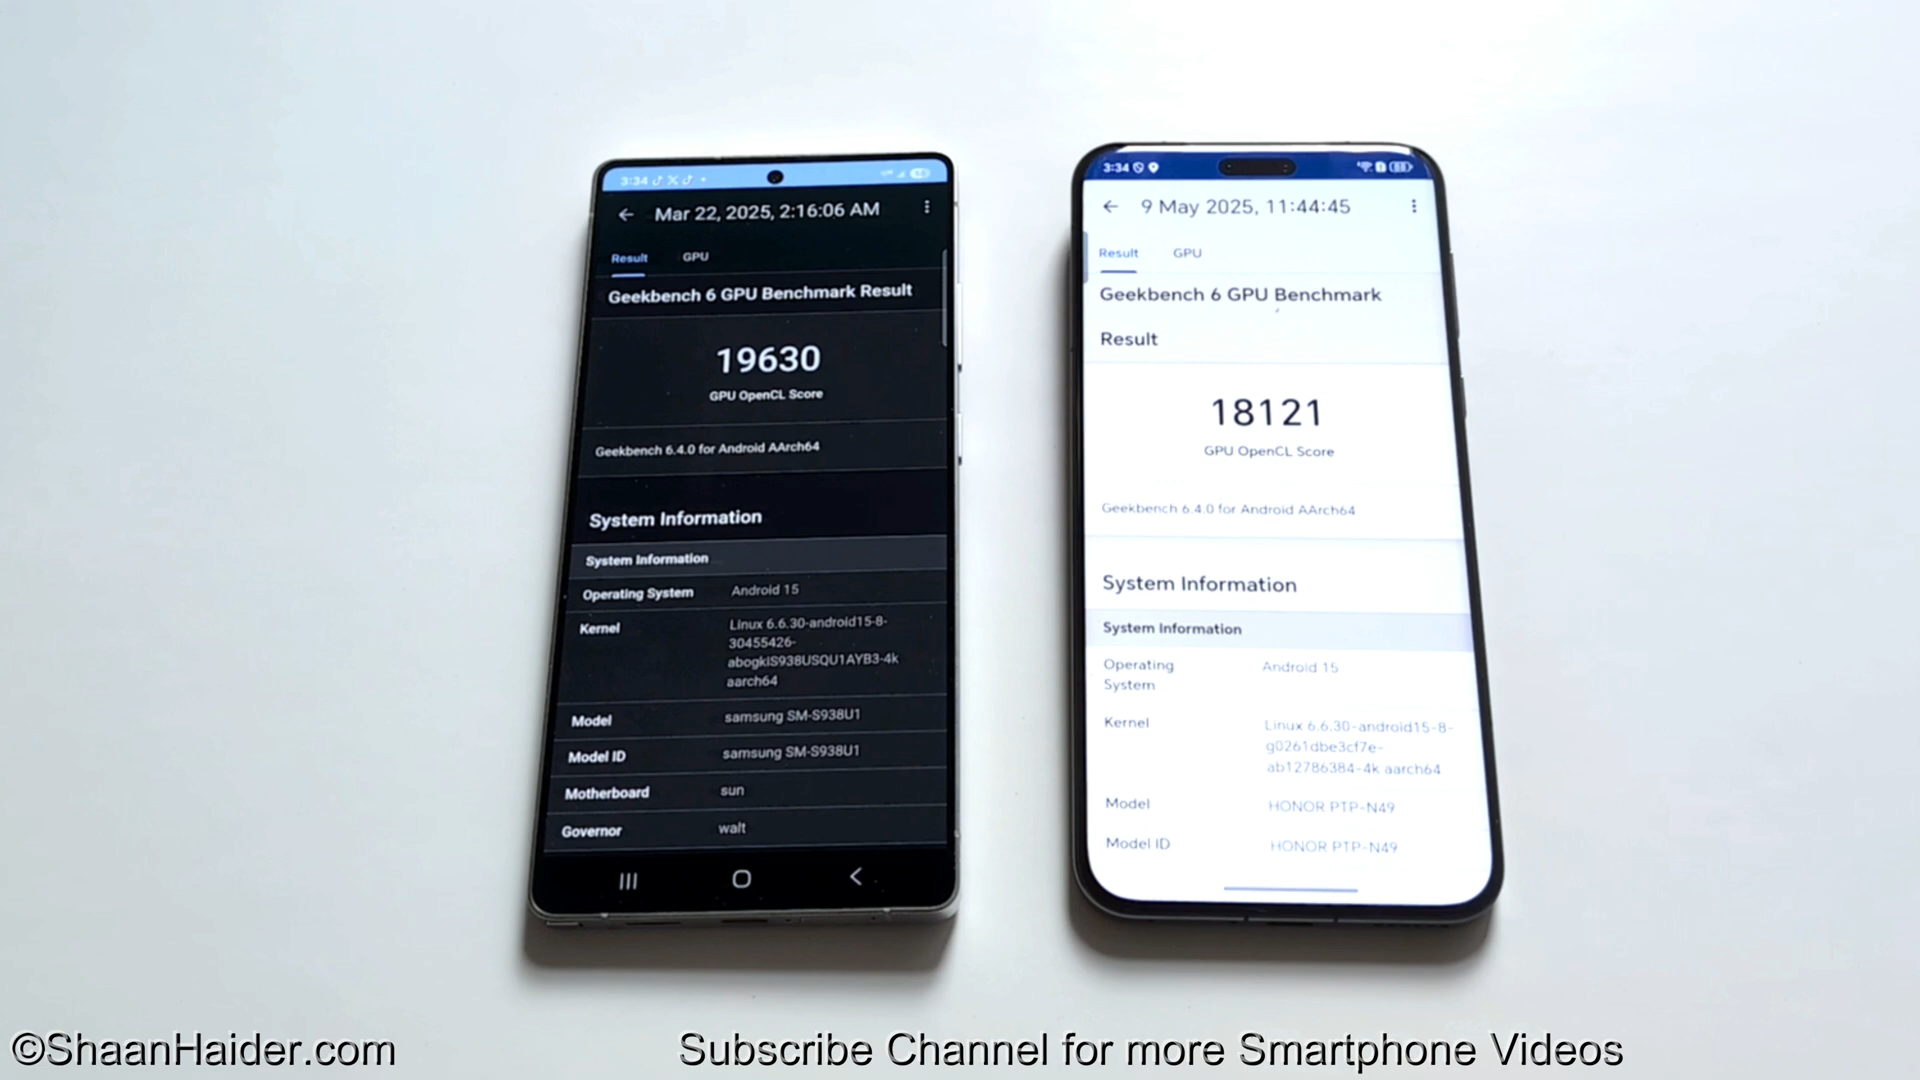 3:34
Mar 22, 2025, 2:16:06 AM
Result GPU
Geekbench 6 GPU Benchmark Result
19630
GPU OpenCL Score
Geekbench 6.4.0 for Android AArch64
System Information
System Information
Operating System Android 15
Kernel Linux 6.6.30-android15-8-
30455426-
abogkiS938USQU1AYB3-4k
aarch64
Model samsung SM-S938U1
Model ID samsung SM-S938U1
Motherboard sun
Governor walt
3:34
9 May 2025, 11:44:45
Result GPU
Geekbench 6 GPU Benchmark
Result
18121
GPU OpenCL Score
Geekbench 6.4.0 for Android AArch64
System Information
System Information
Operating
System Android 15
Kernel Linux 6.6.30-android15-8-
g0261dbe3cf7e-
ab12786384-4k aarch64
Model HONOR PTP-N49
Model ID HONOR PTP-N49
©ShaanHaider.com
Subscribe Channel for more Smartphone Videos